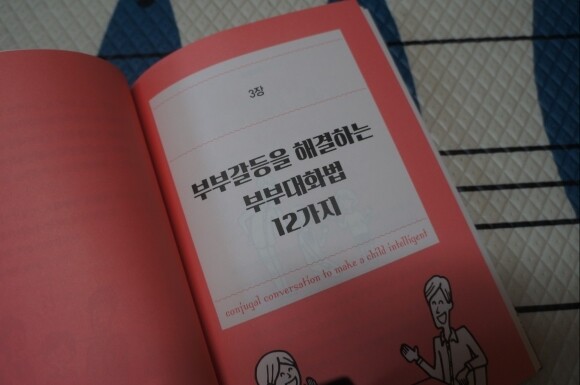 3장
부부갈등을 해결하는
부부대화법
12가지
conjugal conversation to make a child intelligent